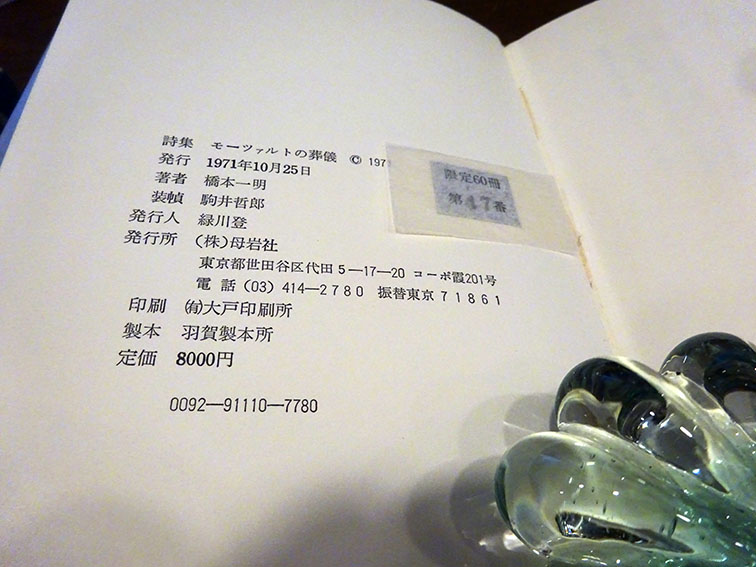 詩集 モーツァルトの葬儀 © 197
発行 1971年10月25日
著者 橋本一明
装幀 駒井哲郎
発行人 緑川登
発行所 (株)母岩社
東京都世田谷区代田5—17—20 コーポ霞201号
電話(03)414—2780 振替東京71861
印刷 ㈲大戸印刷所
製本 羽賀製本所
定価 8000円
0092—91110—7780
限定60冊
第47番